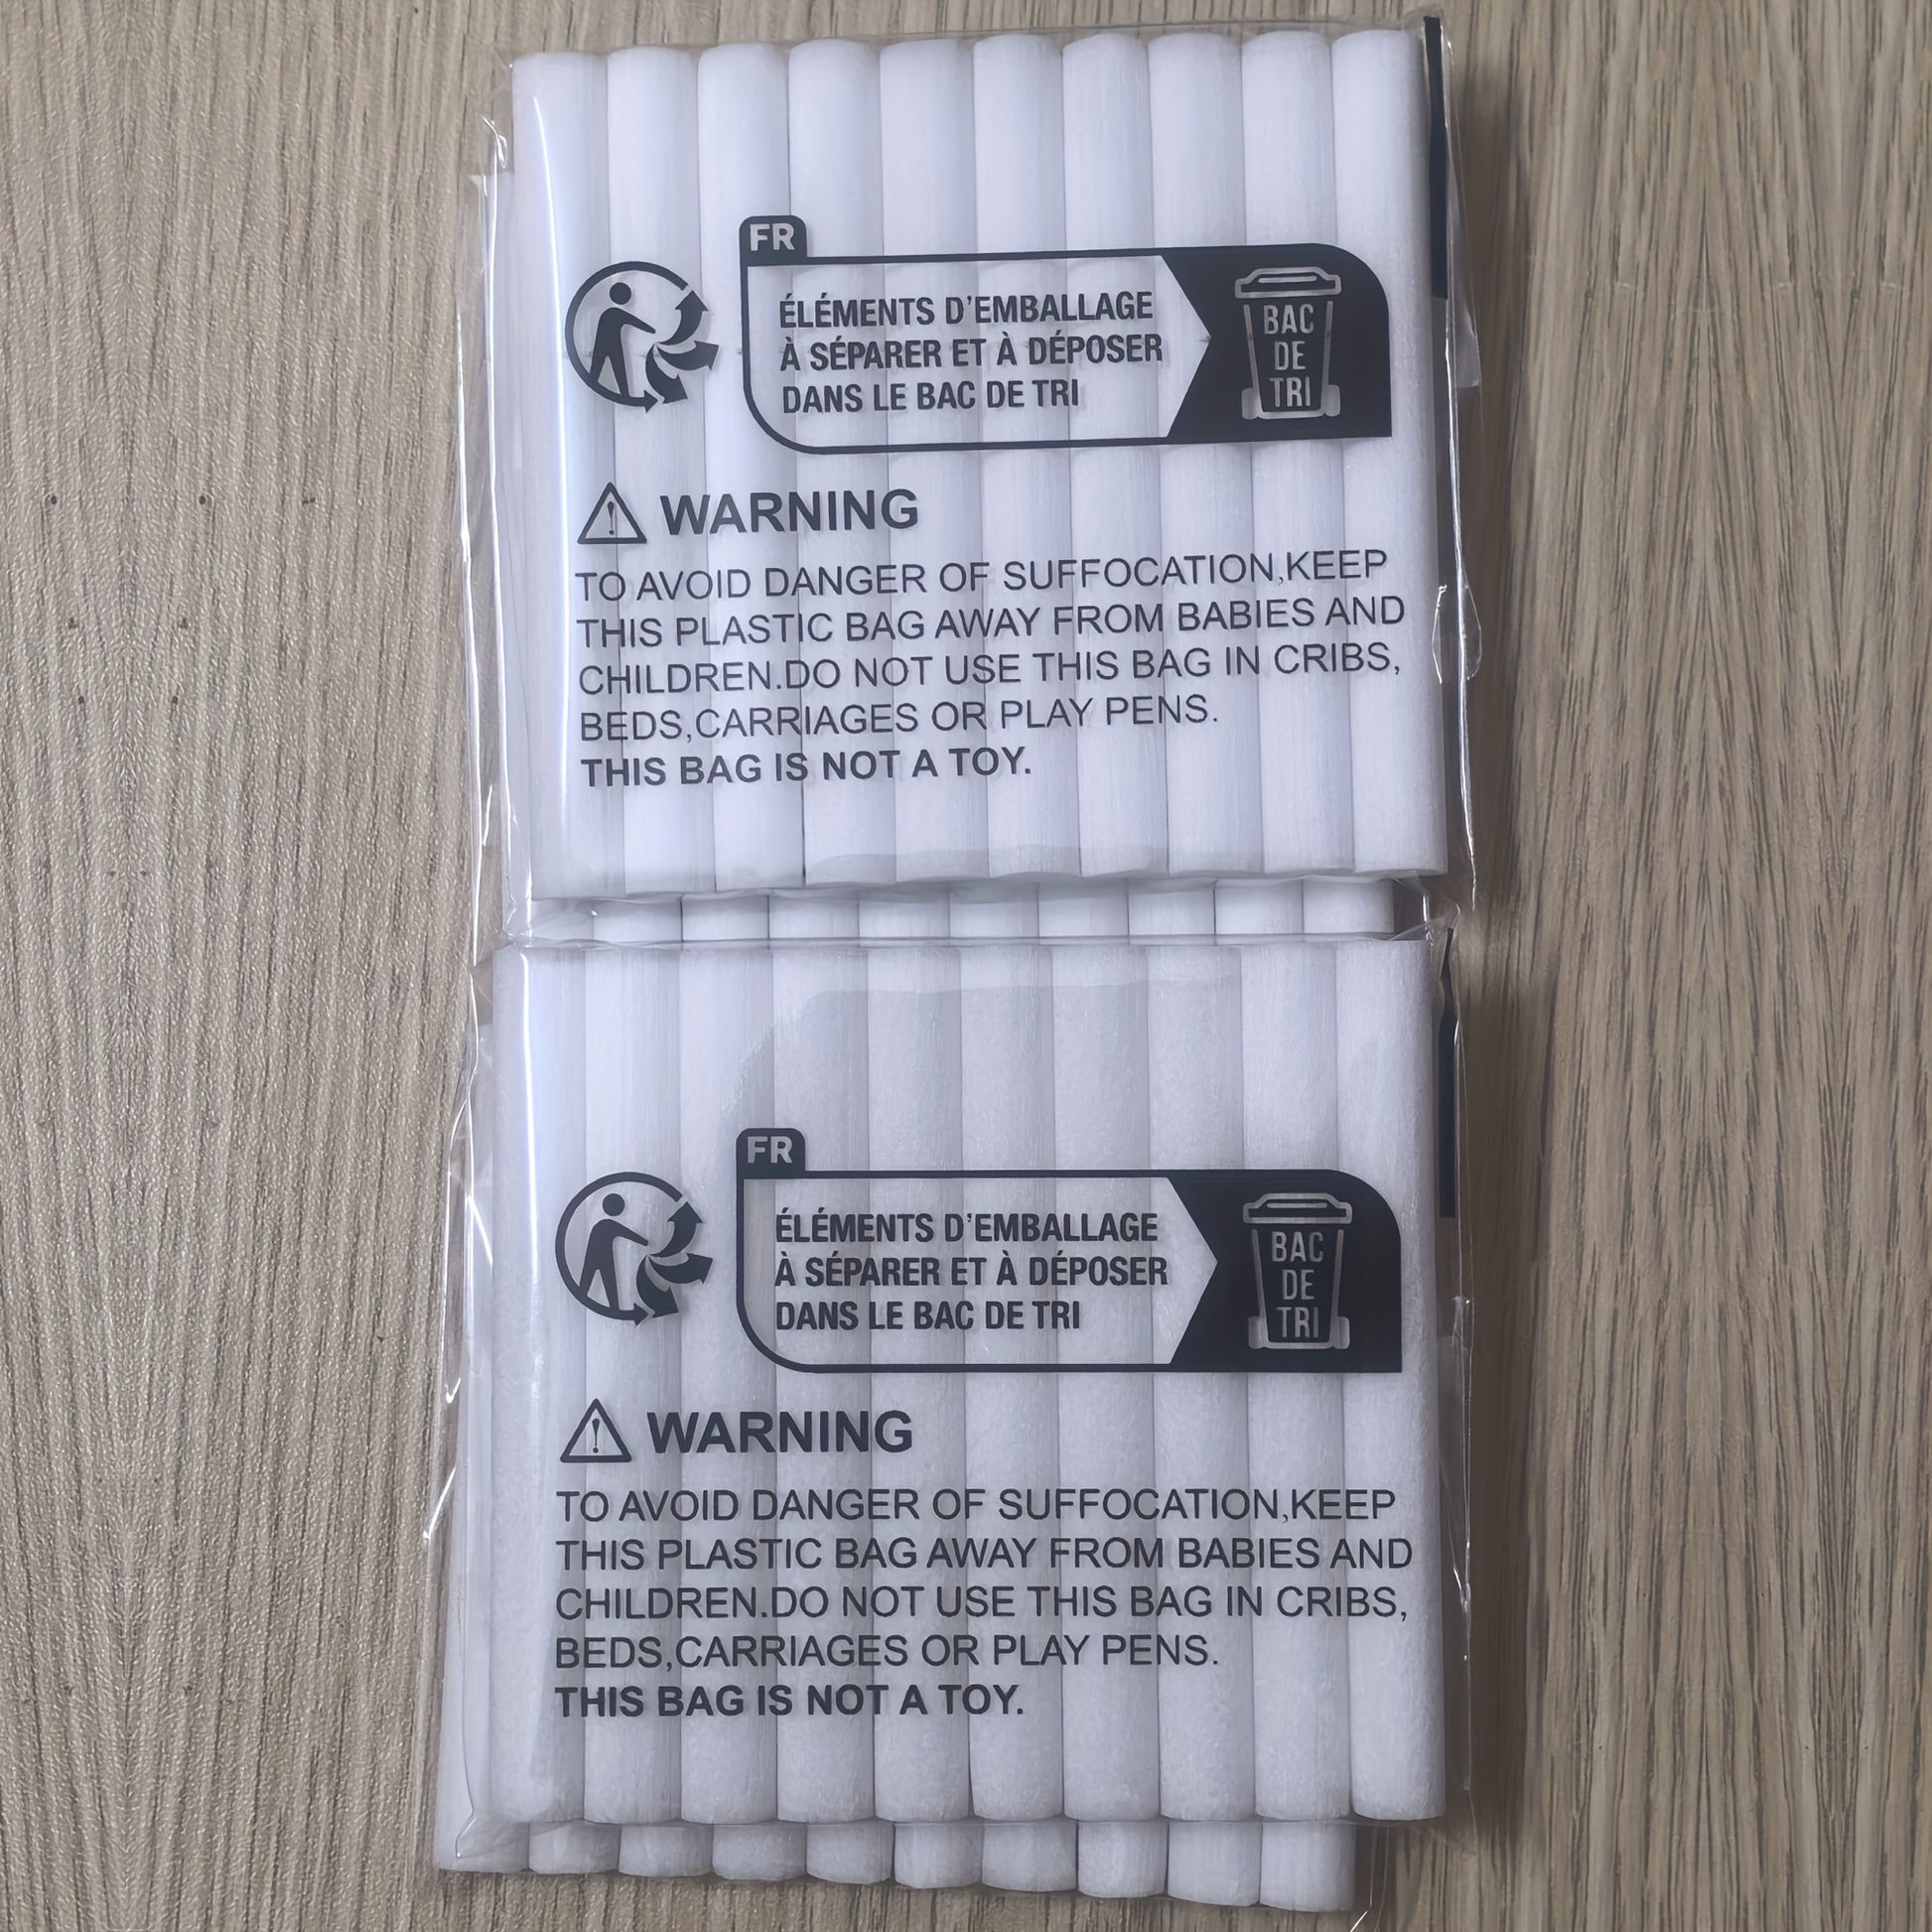 FR
ÉLÉMENTS D'EMBALLAGE
À SÉPARER ET À DÉPOSER
DANS LE BAC DE TRI
BAC
DE
TRI
WARNING
TO AVOID DANGER OF SUFFOCATION,KEEP
THIS PLASTIC BAG AWAY FROM BABIES AND
CHILDREN.DO NOT USE THIS BAG IN CRIBS,
BEDS,CARRIAGES OR PLAY PENS.
THIS BAG IS NOT A TOY.
FR
ÉLÉMENTS D'EMBALLAGE
À SÉPARER ET À DÉPOSER
DANS LE BAC DE TRI
BAC
DE
TRI
WARNING
TO AVOID DANGER OF SUFFOCATION,KEEP
THIS PLASTIC BAG AWAY FROM BABIES AND
CHILDREN.DO NOT USE THIS BAG IN CRIBS,
BEDS,CARRIAGES OR PLAY PENS.
THIS BAG IS NOT A TOY.